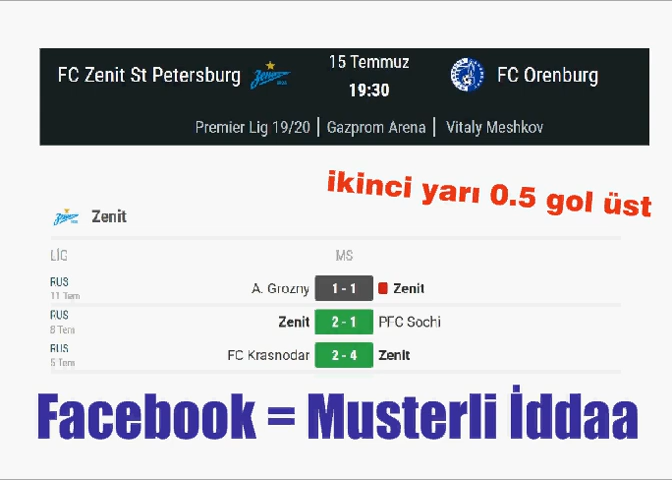 FC Zenit St Petersburg
15 Temmuz
19:30
FC Orenburg
Premier Lig 19/20 | Gazprom Arena | Vitaly Meshkov
ikinci yarı 0.5 gol üst
Zenit
LİG MS
RUS
11 Tem
A. Grozny 1 - 1 Zenit
RUS
8 Tem
Zenit 2 - 1 PFC Sochi
RUS
5 Tem
FC Krasnodar 2 - 4 Zenit
Facebook = Musterli İddaa